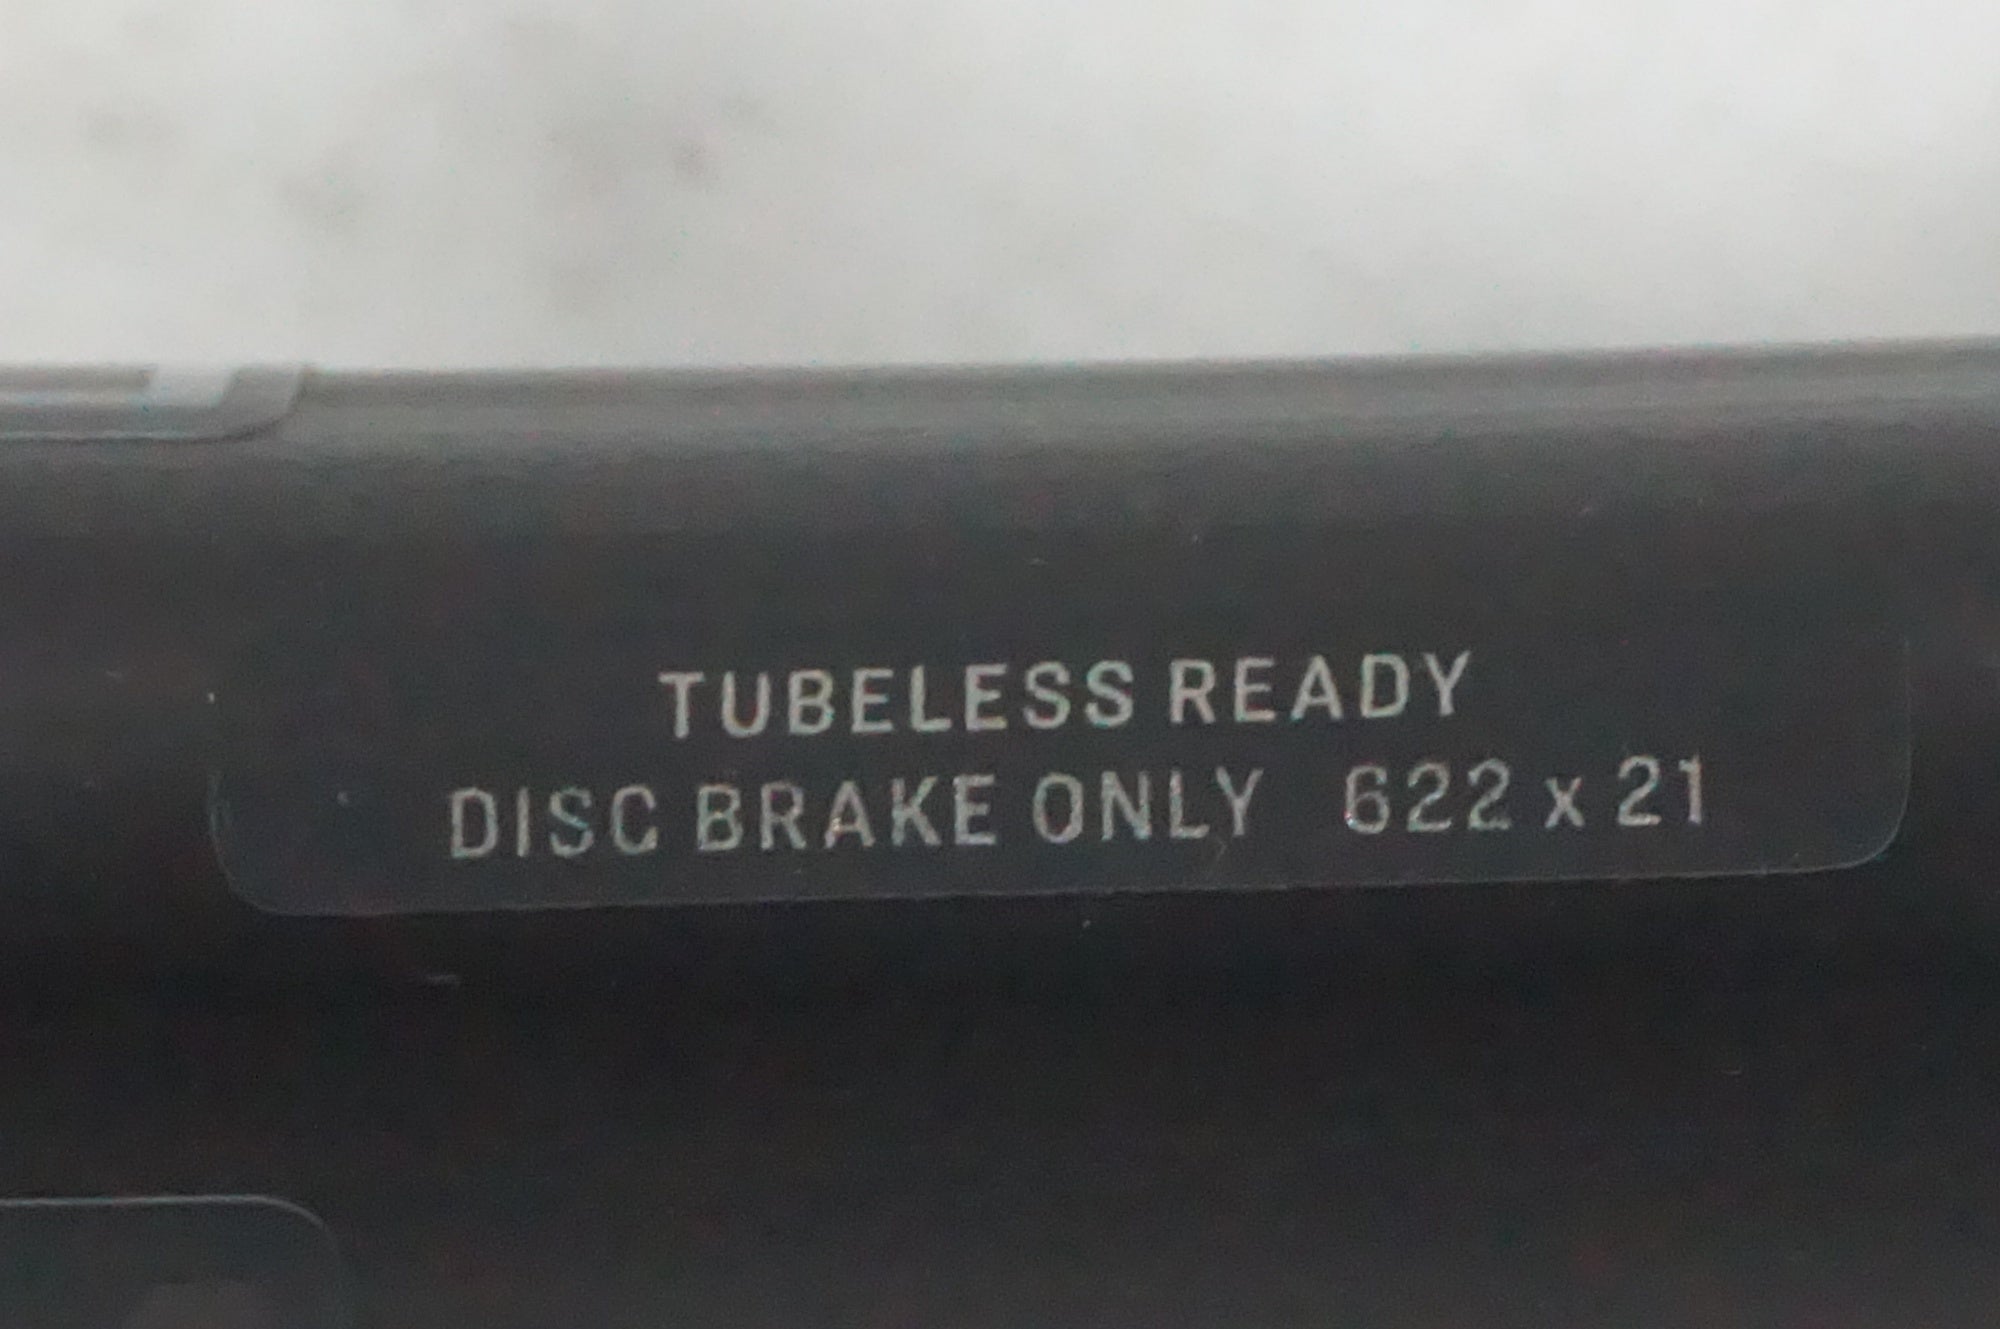 TUBELESS READY
DISC BRAKE ONLY 622 x 21